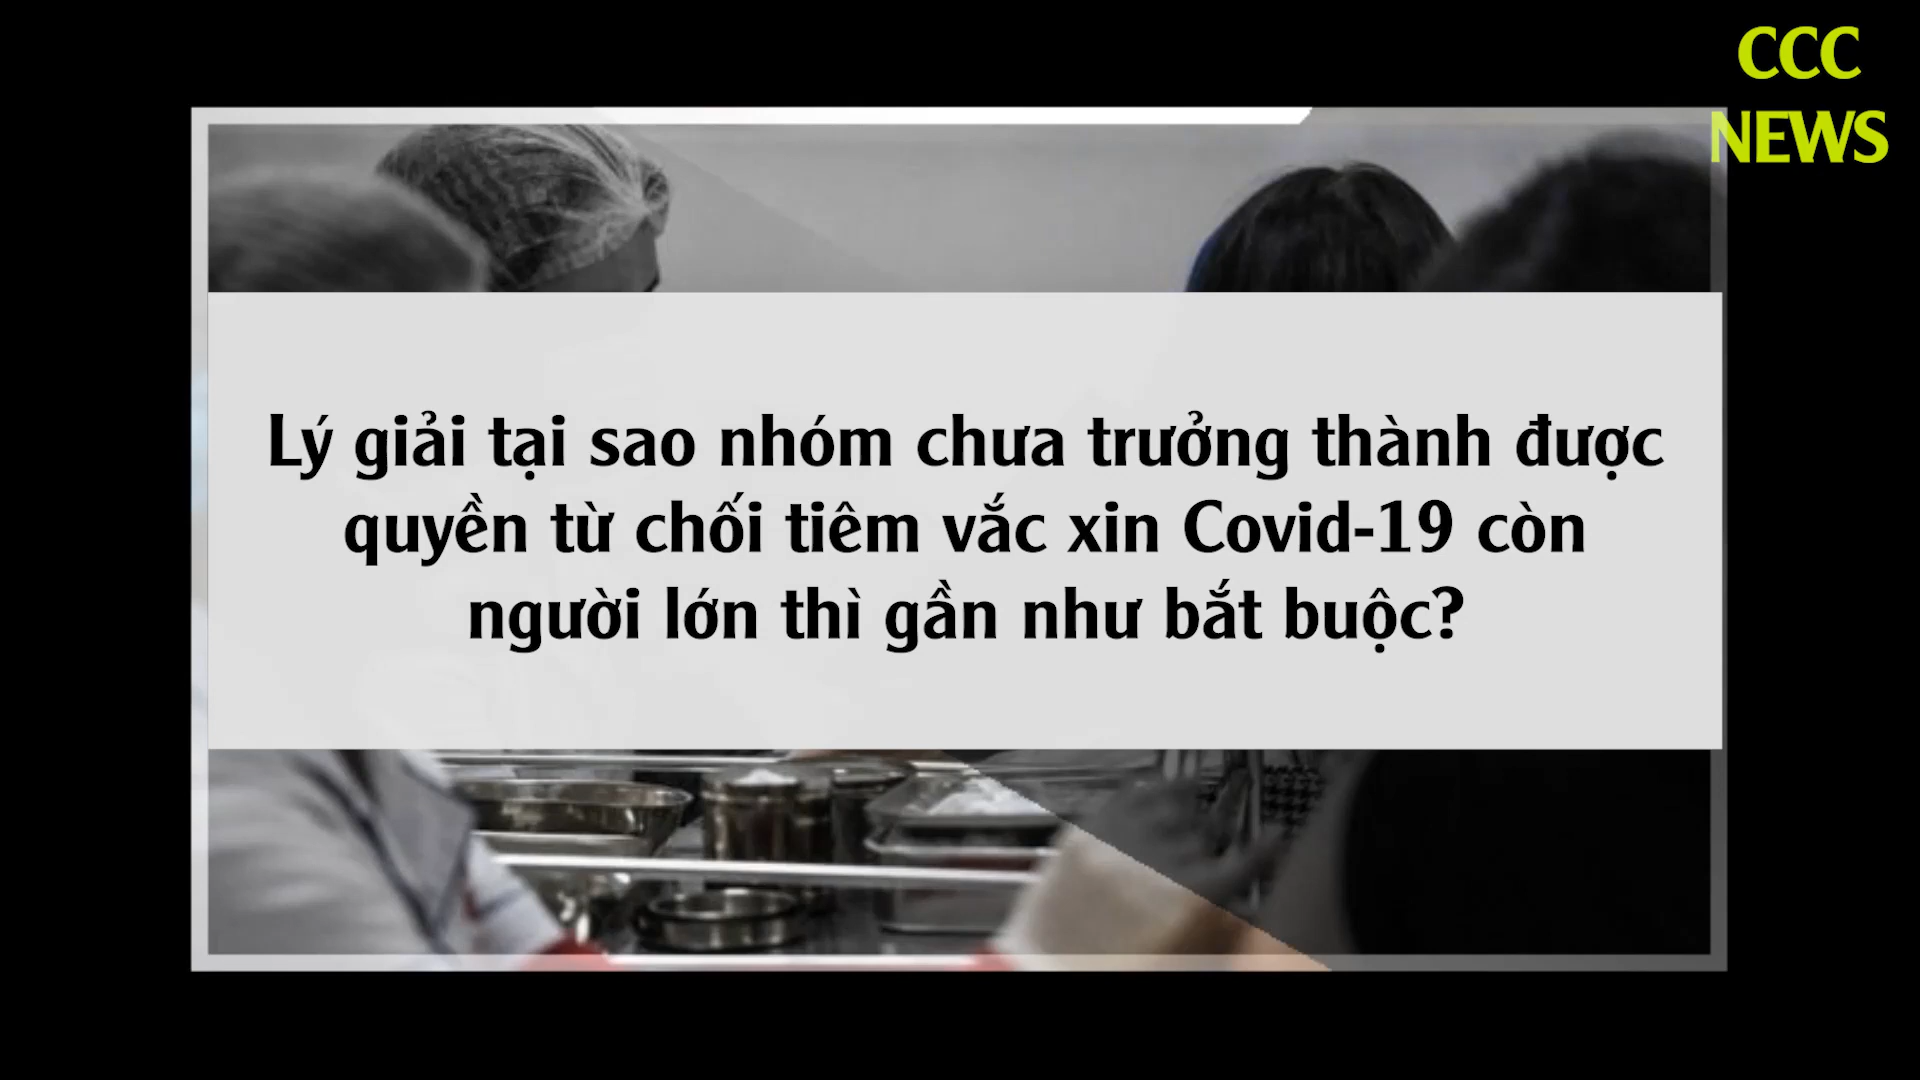 CCC
NEWS
Lý giải tại sao nhóm chưa trưởng thành được
quyền từ chối tiêm vắc xin Covid-19 còn
người lớn thì gần như bắt buộc?